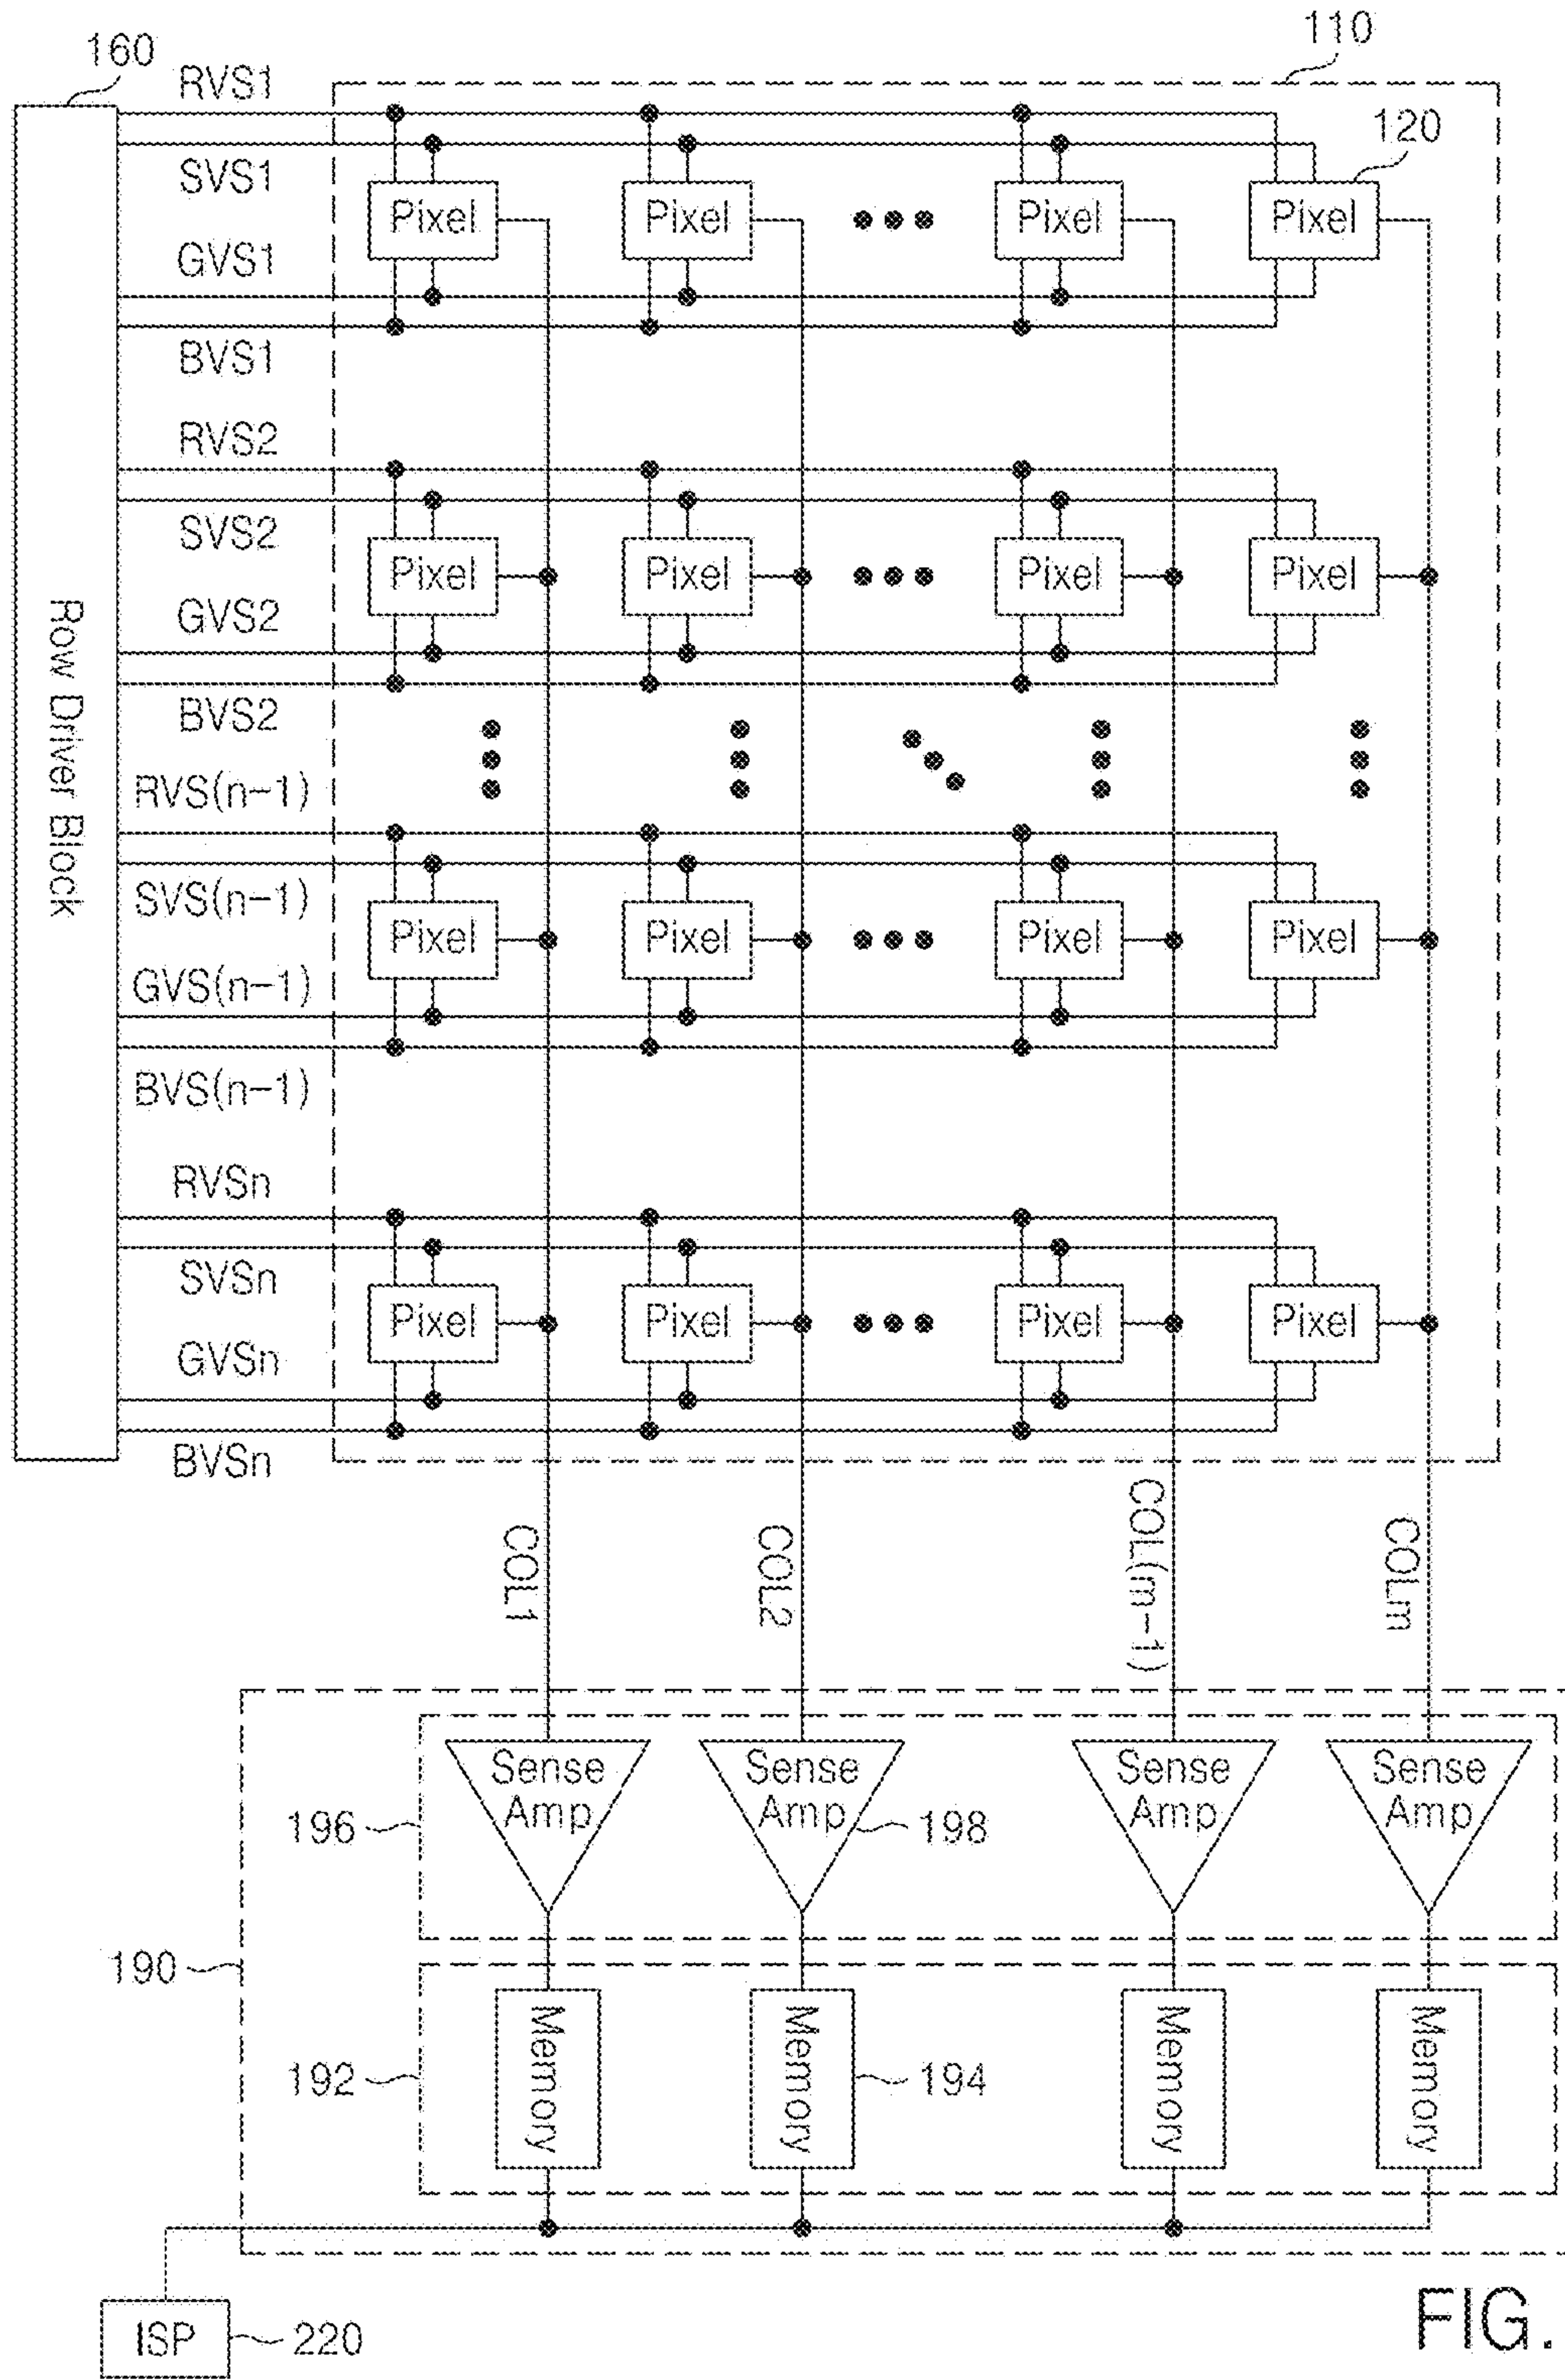 110
160
RVS1
120
SVS1
Pixel Pixel Pixel Pixel
GVS1
BVS1
RVS2
SVS2
Pixel Pixel Pixel Pixel
GVS2
BVS2
Row Driver Block
RVS(n-1)
SVS(n-1)
Pixel Pixel Pixel Pixel
GVS(n-1)
BVS(n-1)
RVSn
SVSn
Pixel Pixel Pixel Pixel
GVSn
BVSn
COL1 COL2 COL(m-1) COLm
Sense Sense Sense Sense
Amp Amp Amp Amp
196 198
190
Memory Memory Memory Memory
192 194
ISP 220
FIG.